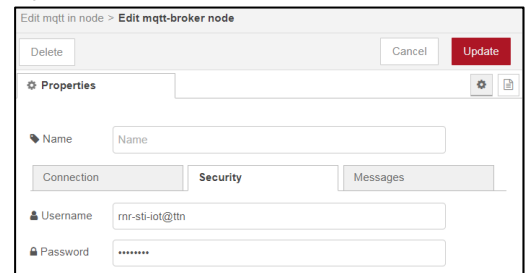 Edit mqtt in node > Edit mqtt-broker node
Delete Cancel Update
Properties
Name Name
Connection Security Messages
Username rnr-sti-iot@ttn
Password ••••••••